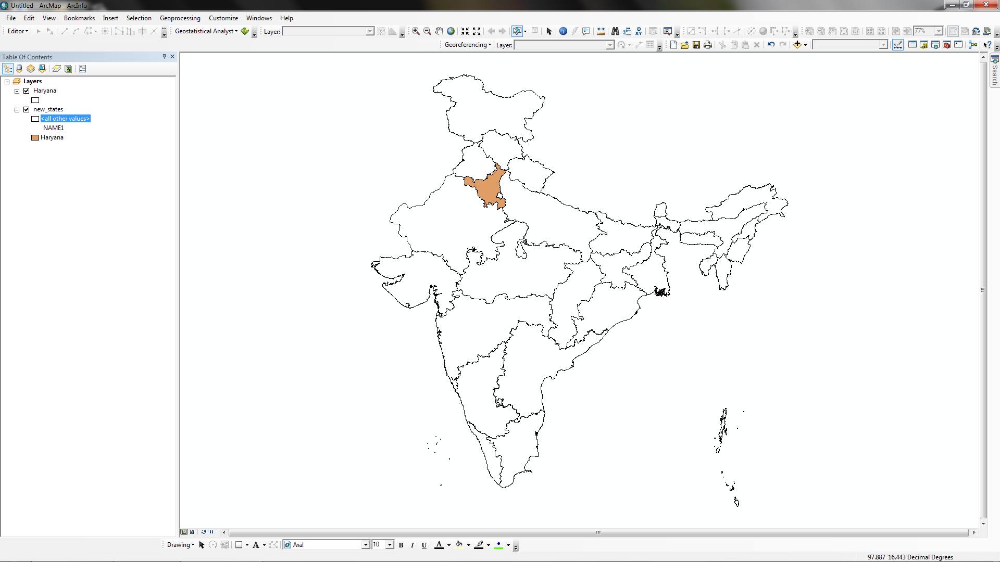 Untitled - ArcMap - ArcInfo
File Edit View Bookmarks Insert Selection Geoprocessing Customize Windows Help
Editor Geostatistical Analyst Layer: 77%
Georeferencing Layer:
Table Of Contents
Layers
Haryana
new_states
<all other values>
NAME1
Haryana
Search
Drawing A Arial 10 B I U A
97.887 16.443 Decimal Degrees